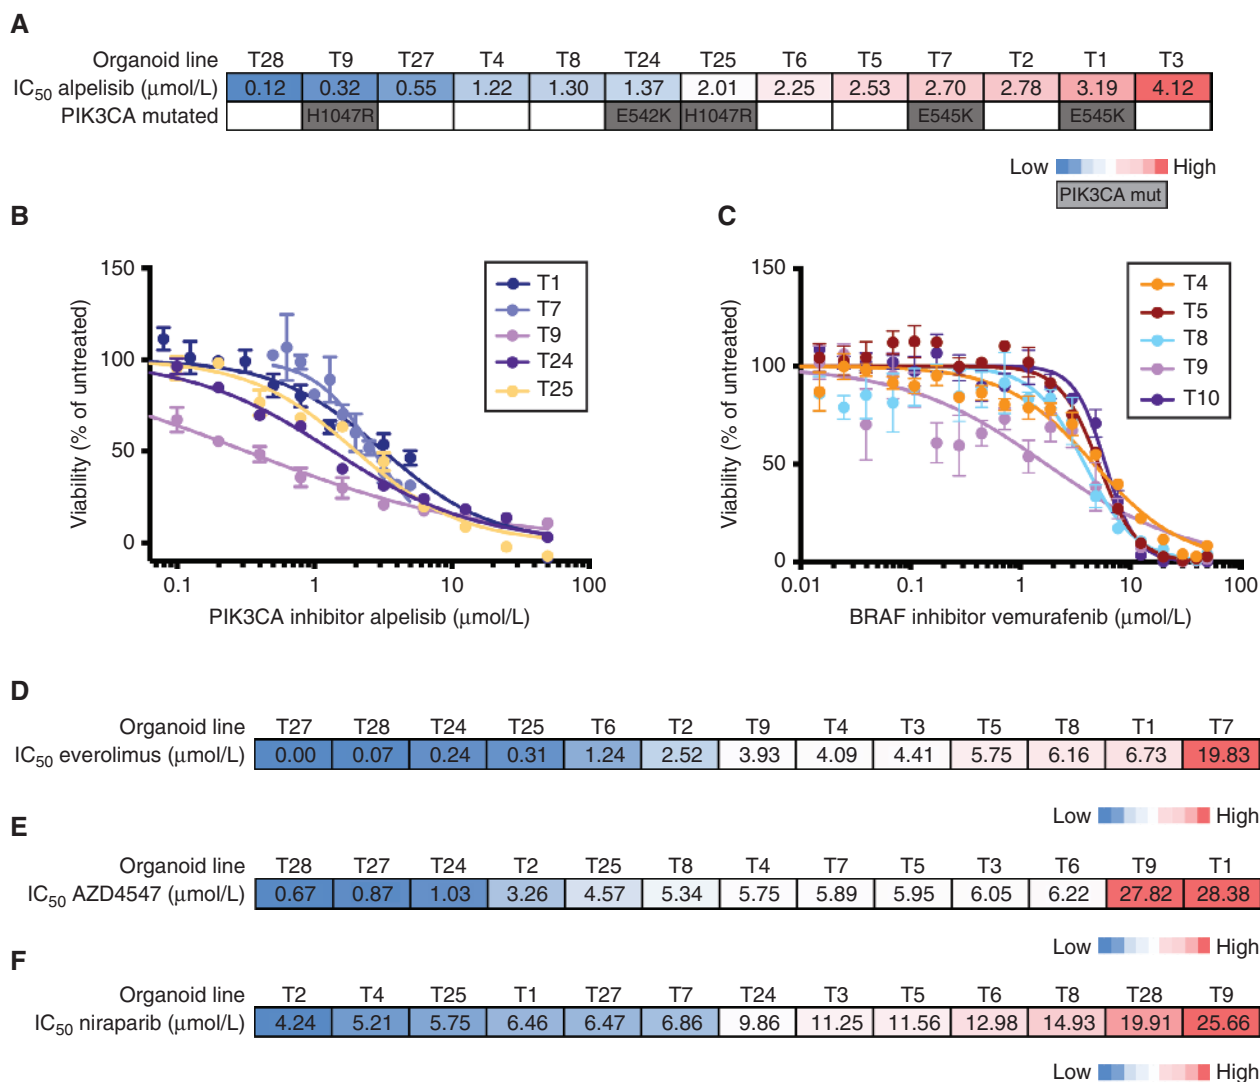 A
Organoid line T28 T9 T27 T4 T8 T24 T25 T6 T5 T7 T2 T1 T3
IC50 alpelisib (μmol/L) 0.12 0.32 0.55 1.22 1.30 1.37 2.01 2.25 2.53 2.70 2.78 3.19 4.12
PIK3CA mutated H1047R E542K H1047R E545K E545K
Low High
PIK3CA mut
B
150
100
50
0
Viability (% of untreated)
T1
T7
T9
T24
T25
0.1 1 10 100
PIK3CA inhibitor alpelisib (μmol/L)
C
150
100
50
0
Viability (% of untreated)
T4
T5
T8
T9
T10
0.01 0.1 1 10 100
BRAF inhibitor vemurafenib (μmol/L)
D
Organoid line T27 T28 T24 T25 T6 T2 T9 T4 T3 T5 T8 T1 T7
IC50 everolimus (μmol/L) 0.00 0.07 0.24 0.31 1.24 2.52 3.93 4.09 4.41 5.75 6.16 6.73 19.83
Low High
E
Organoid line T28 T27 T24 T2 T25 T8 T4 T7 T5 T3 T6 T9 T1
IC50 AZD4547 (μmol/L) 0.67 0.87 1.03 3.26 4.57 5.34 5.75 5.89 5.95 6.05 6.22 27.82 28.38
Low High
F
Organoid line T2 T4 T25 T1 T27 T7 T24 T3 T5 T6 T8 T28 T9
IC50 niraparib (μmol/L) 4.24 5.21 5.75 6.46 6.47 6.86 9.86 11.25 11.56 12.98 14.93 19.91 25.66
Low High